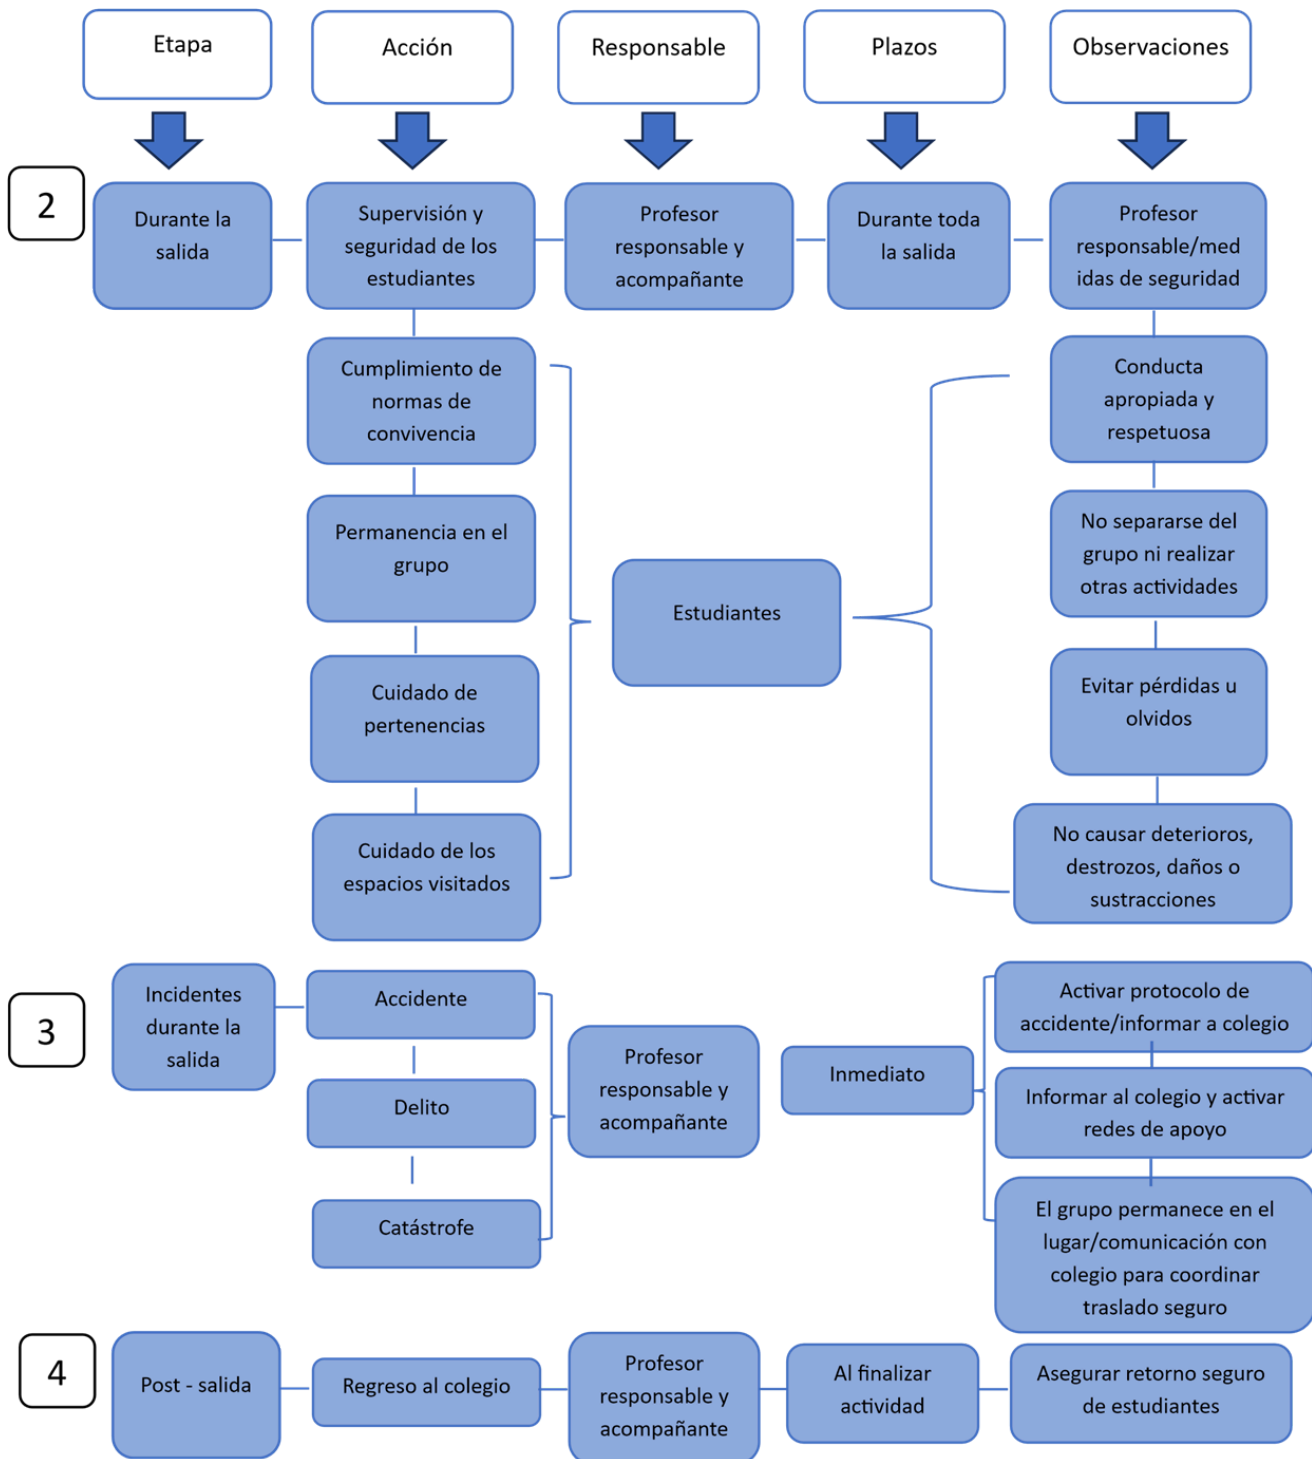 Etapa
Acción
Responsable
Plazos
Observaciones
2
Durante la
salida
Supervisión y
seguridad de los
estudiantes
Profesor
responsable y
acompañante
Durante toda
la salida
Profesor
responsable/med
idas de seguridad
Cumplimiento de
normas de
convivencia
Permanencia en el
grupo
Cuidado de
pertenencias
Cuidado de los
espacios visitados
Estudiantes
Conducta
apropiada y
respetuosa
No separarse del
grupo ni realizar
otras actividades
Evitar pérdidas u
olvidos
No causar deterioros,
destrozos, daños o
sustracciones
3
Incidentes
durante la
salida
Accidente
Delito
Catástrofe
Profesor
responsable y
acompañante
Inmediato
Activar protocolo de
accidente/informar a colegio
Informar al colegio y activar
redes de apoyo
El grupo permanece en el
lugar/comunicación con
colegio para coordinar
traslado seguro
4
Post - salida
Regreso al colegio
Profesor
responsable y
acompañante
Al finalizar
actividad
Asegurar retorno seguro
de estudiantes